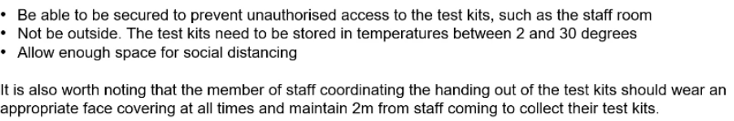 • Be able to be secured to prevent unauthorised access to the test kits, such as the staff room
• Not be outside. The test kits need to be stored in temperatures between 2 and 30 degrees
• Allow enough space for social distancing
It is also worth noting that the member of staff coordinating the handing out of the test kits should wear an
appropriate face covering at all times and maintain 2m from staff coming to collect their test kits.